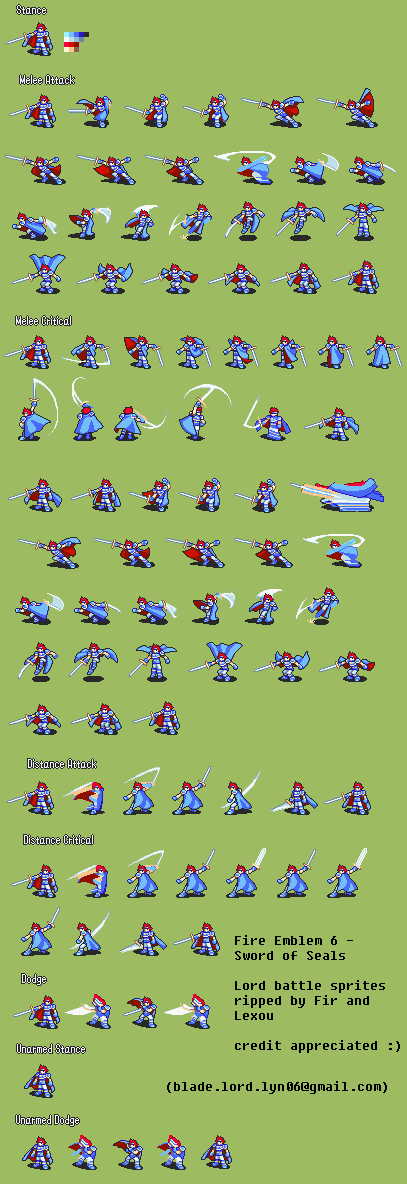 Stance
Melee Attack
Melee Critical
Distance Attack
Distance Critical
Fire Emblem 6 -
Sword of Seals
Lord battle sprites
ripped by Fir and
Lexou
credit appreciated :)
Dodge
Unarmed Stance
(blade.lord.lyn06@gmail.com)
Unarmed Dodge